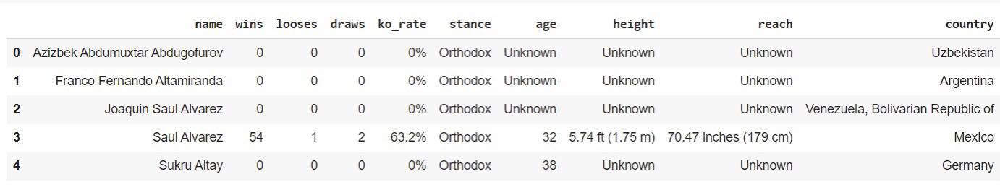 name wins looses draws ko_rate stance age height reach country
0 Azizbek Abdumuxtar Abdugofurov 0 0 0 0% Orthodox Unknown Unknown Unknown Uzbekistan
1 Franco Fernando Altamiranda 0 0 0 0% Orthodox Unknown Unknown Unknown Argentina
2 Joaquin Saul Alvarez 0 0 0 0% Orthodox Unknown Unknown Unknown Venezuela, Bolivarian Republic of
3 Saul Alvarez 54 1 2 63.2% Orthodox 32 5.74 ft (1.75 m) 70.47 inches (179 cm) Mexico
4 Sukru Altay 0 0 0 0% Orthodox 38 Unknown Unknown Germany